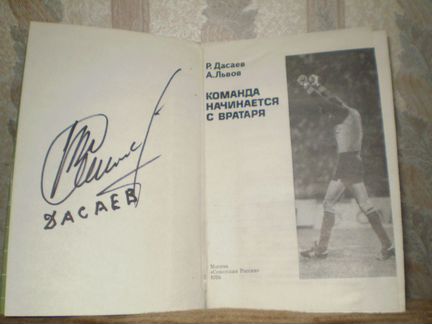 ДАСАЕВ
Р. Дасаев
А. Львов
КОМАНДА
НАЧИНАЕТСЯ
С ВРАТАРЯ
Москва
«Советская Россия»